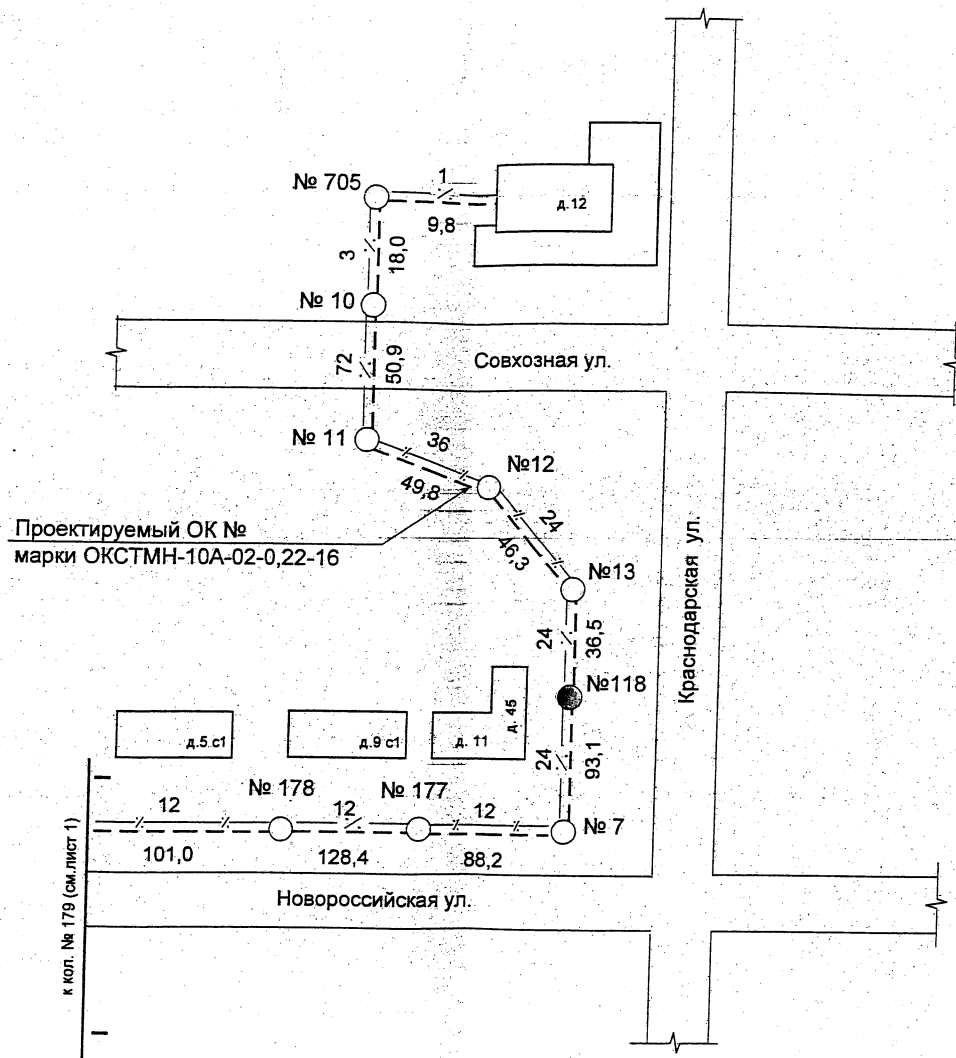 № 705
1
д.12
9,8
3
18,0
№ 10
72
50,9
Совхозная ул.
№ 11
36
№12
49,8
24
46,3
Проектируемый ОК №
марки ОКСТМН-10А-02-0,22-16
№13
24
36,5
Краснодарская ул.
№118
д.5 с1
д.9 с1
д. 11
д. 45
24
93,1
№ 178
№ 177
12
12
12
№ 7
101,0
128,4
88,2
Новороссийская ул.
к кол. № 179 (см.лист 1)